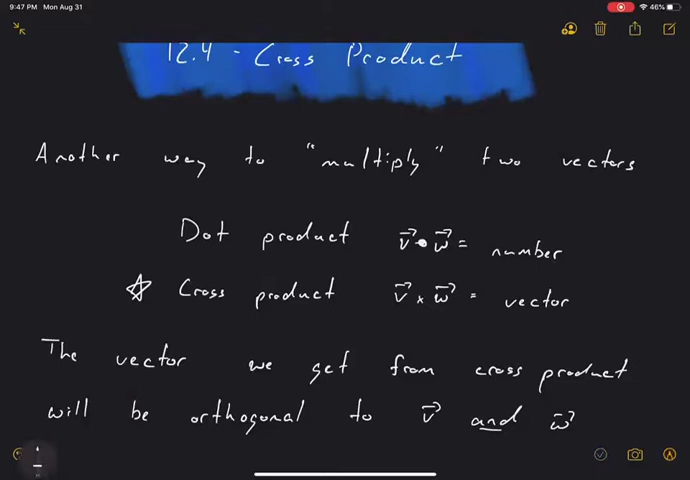 9:47 PM Mon Aug 31
46%
12.4 - Cross Product
Another way to "multiply" two vectors
Dot product v⃗ • w⃗ = number
☆ Cross product v⃗ × w⃗ = vector
The vector we get from cross product
will be orthogonal to v⃗ and w⃗